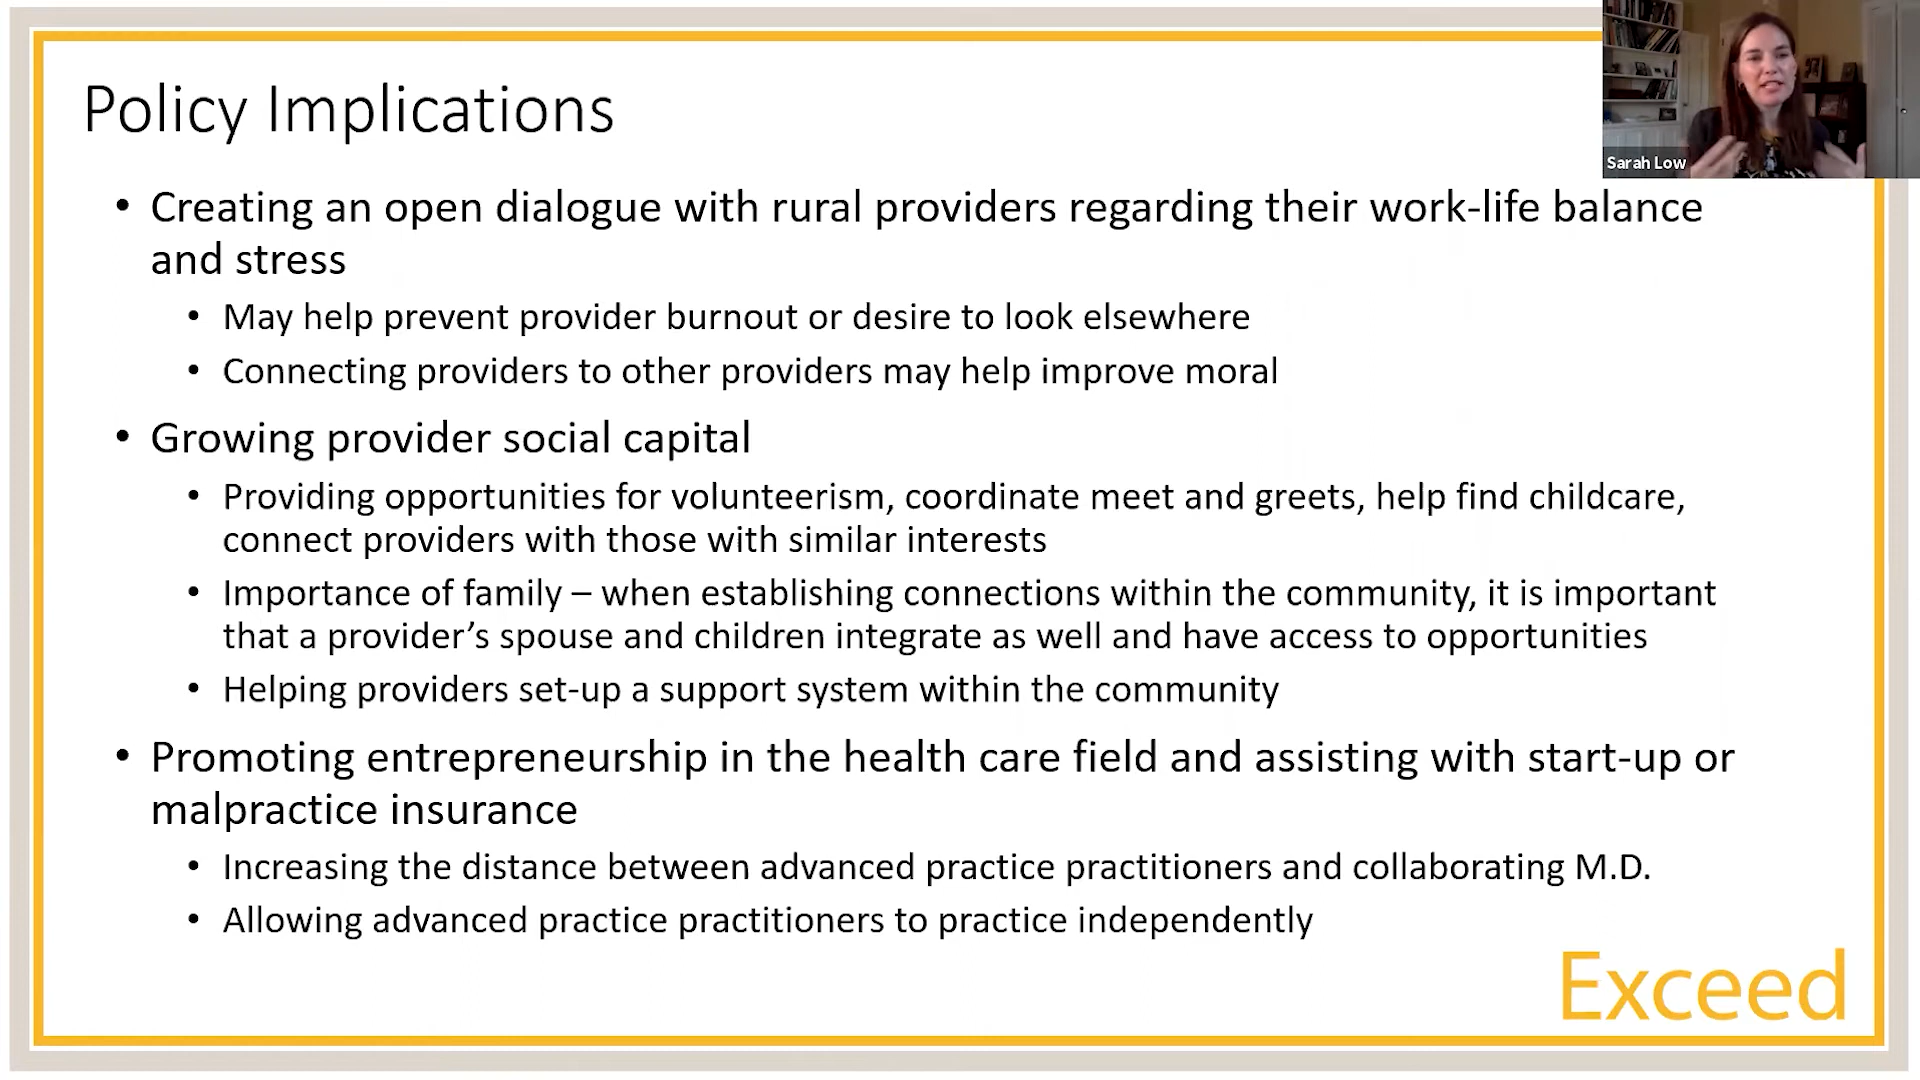 Policy Implications
Sarah Low
• Creating an open dialogue with rural providers regarding their work-life balance
and stress
• May help prevent provider burnout or desire to look elsewhere
• Connecting providers to other providers may help improve moral
• Growing provider social capital
• Providing opportunities for volunteerism, coordinate meet and greets, help find childcare,
connect providers with those with similar interests
• Importance of family – when establishing connections within the community, it is important
that a provider’s spouse and children integrate as well and have access to opportunities
• Helping providers set-up a support system within the community
• Promoting entrepreneurship in the health care field and assisting with start-up or
malpractice insurance
• Increasing the distance between advanced practice practitioners and collaborating M.D.
• Allowing advanced practice practitioners to practice independently
Exceed